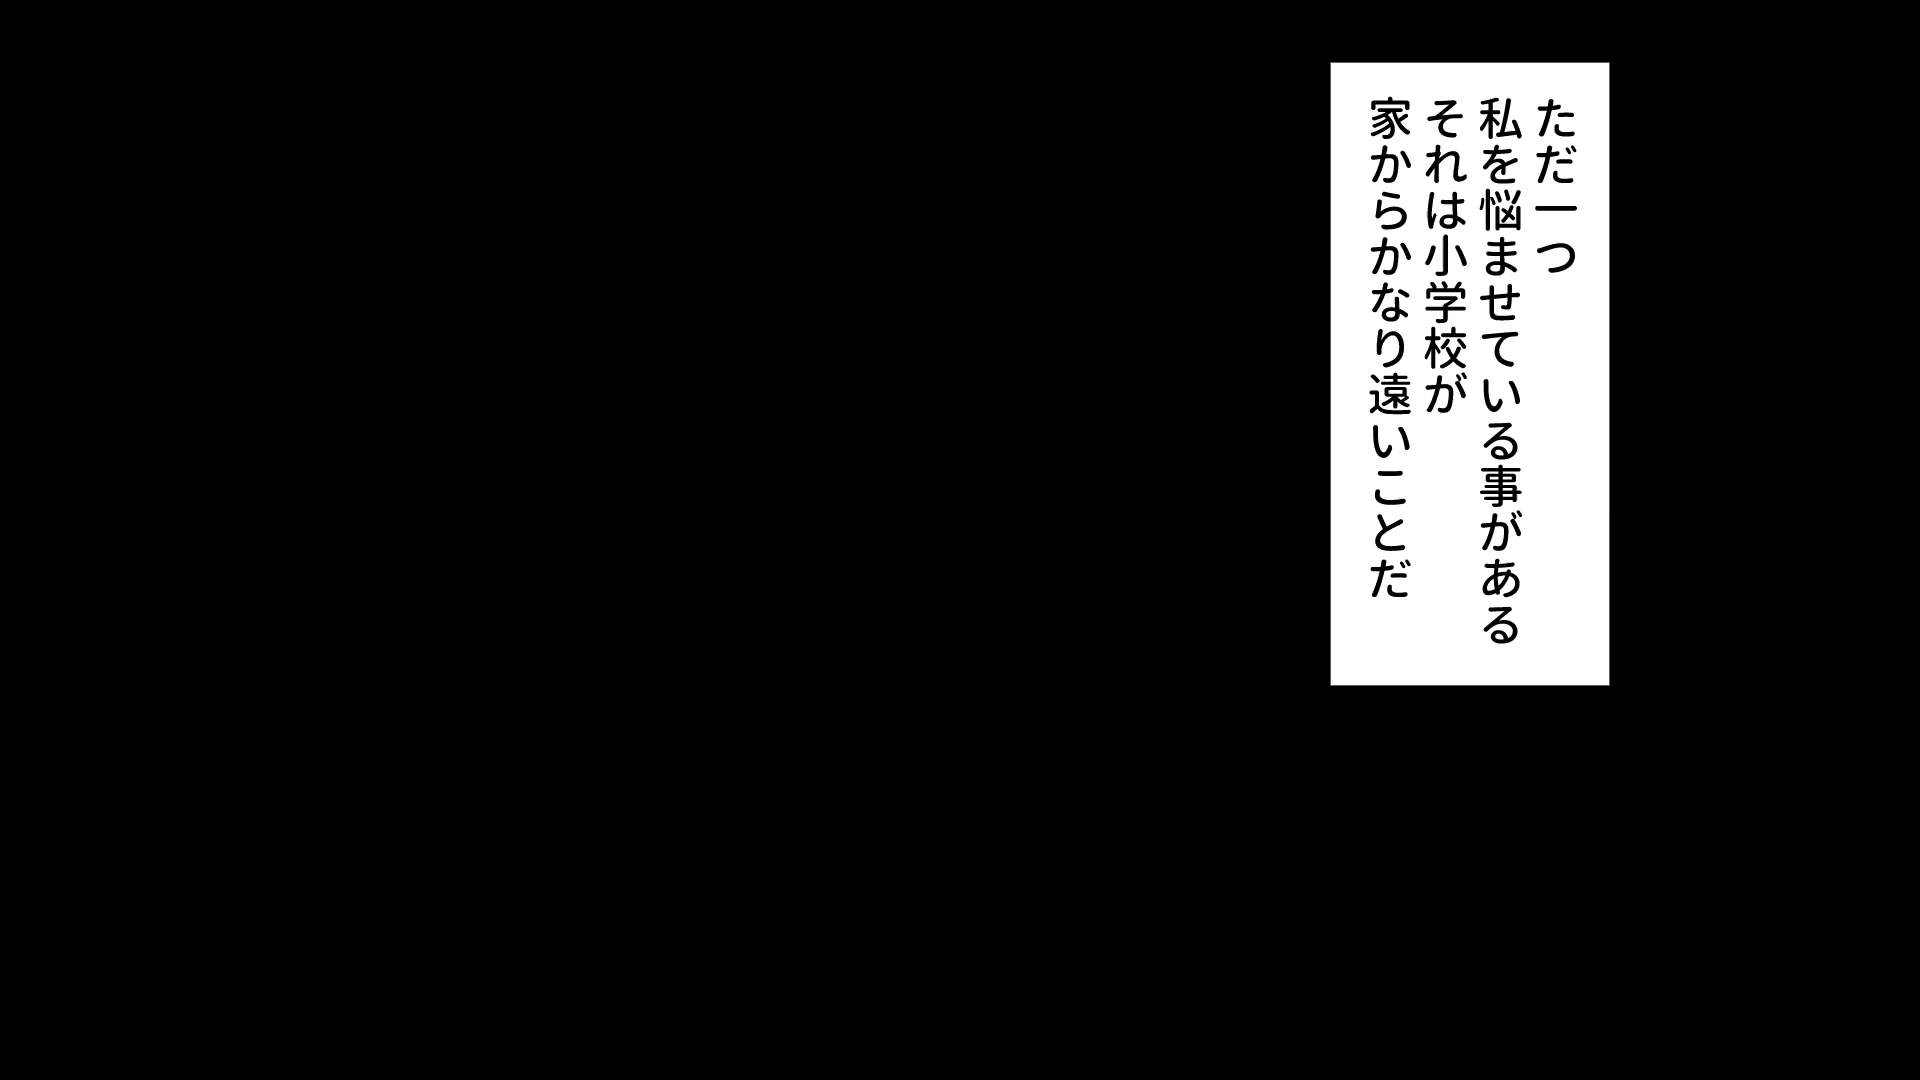 ただ一つ
私を悩ませている事がある
それは小学校が
家からかなり遠いことだ